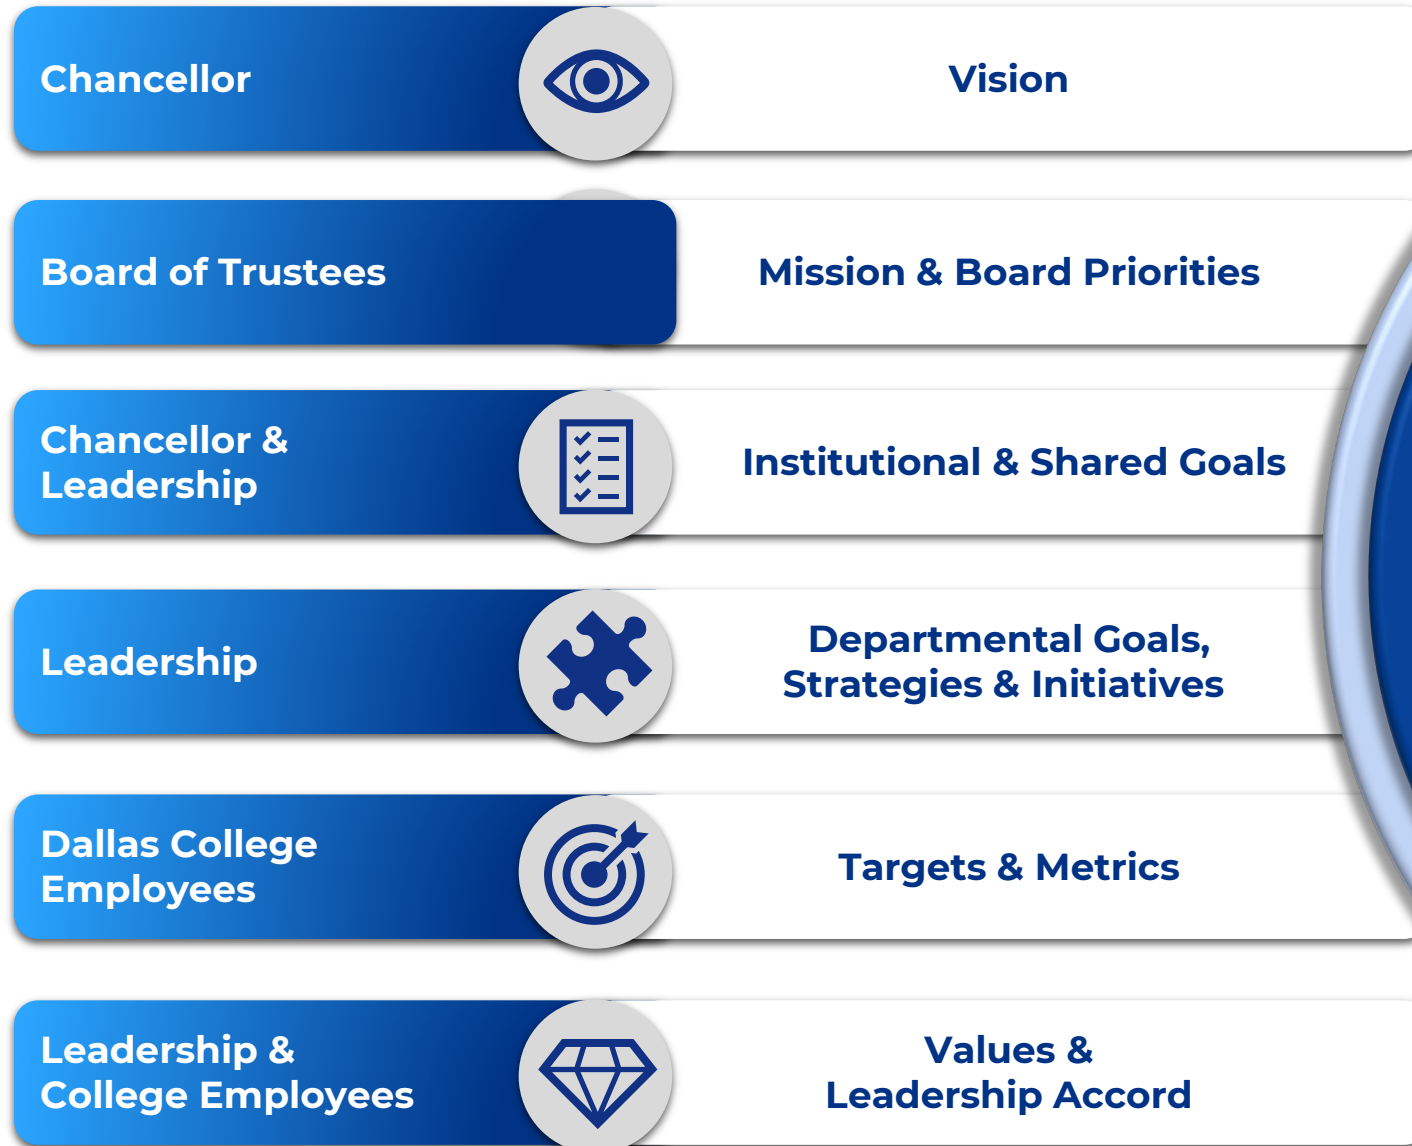 Chancellor
Vision
Board of Trustees
Mission & Board Priorities
Chancellor &
Leadership
Institutional & Shared Goals
Leadership
Departmental Goals,
Strategies & Initiatives
Dallas College
Employees
Targets & Metrics
Leadership &
College Employees
Values &
Leadership Accord